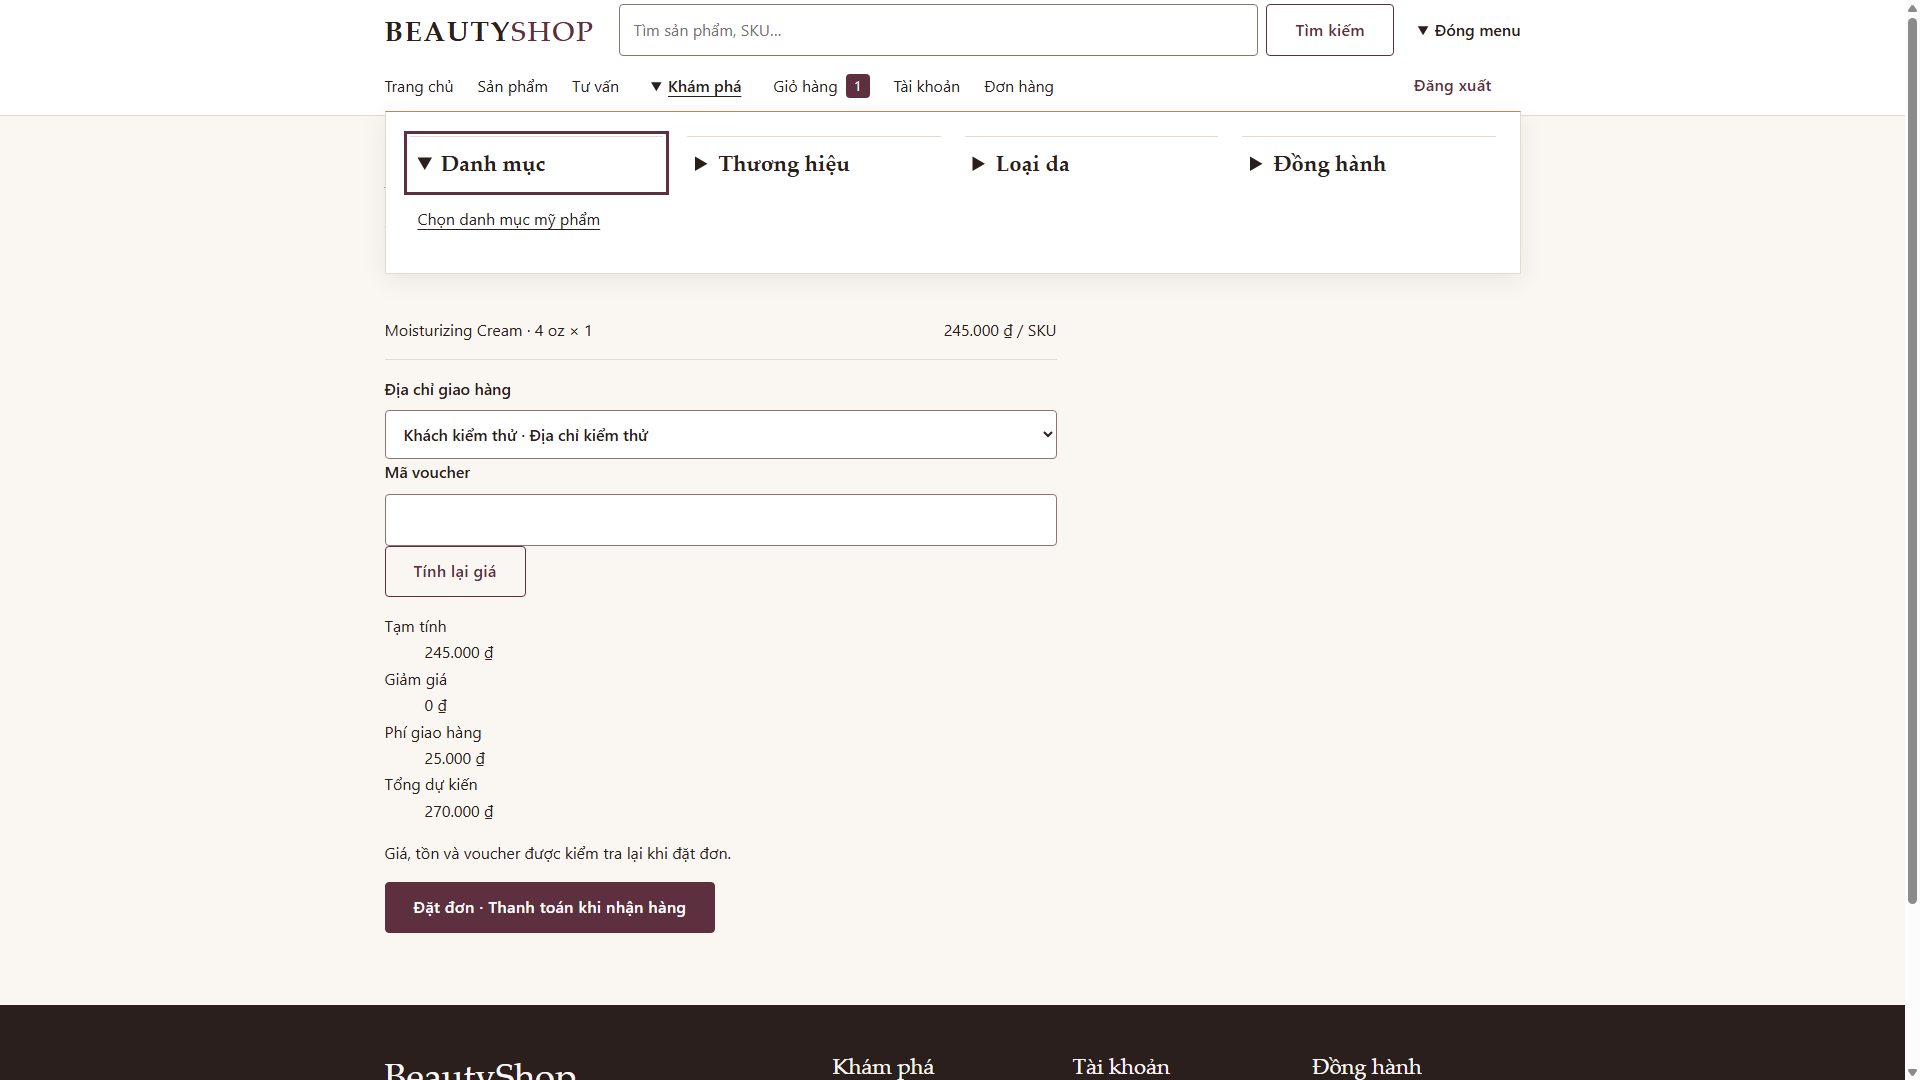 BEAUTYSHOP
Tìm sản phẩm, SKU...
Tìm kiếm
▼ Đóng menu
Trang chủ
Sản phẩm
Tư vấn
▼ Khám phá
Giỏ hàng 1
Tài khoản
Đơn hàng
Đăng xuất
▼ Danh mục
▶ Thương hiệu
▶ Loại da
▶ Đồng hành
Chọn danh mục mỹ phẩm
Moisturizing Cream · 4 oz × 1
245.000 ₫ / SKU
Địa chỉ giao hàng
Khách kiểm thử · Địa chỉ kiểm thử
Mã voucher
Tính lại giá
Tạm tính
245.000 ₫
Giảm giá
0 ₫
Phí giao hàng
25.000 ₫
Tổng dự kiến
270.000 ₫
Giá, tồn và voucher được kiểm tra lại khi đặt đơn.
Đặt đơn · Thanh toán khi nhận hàng
BeautyShop
Khám phá
Tài khoản
Đồng hành